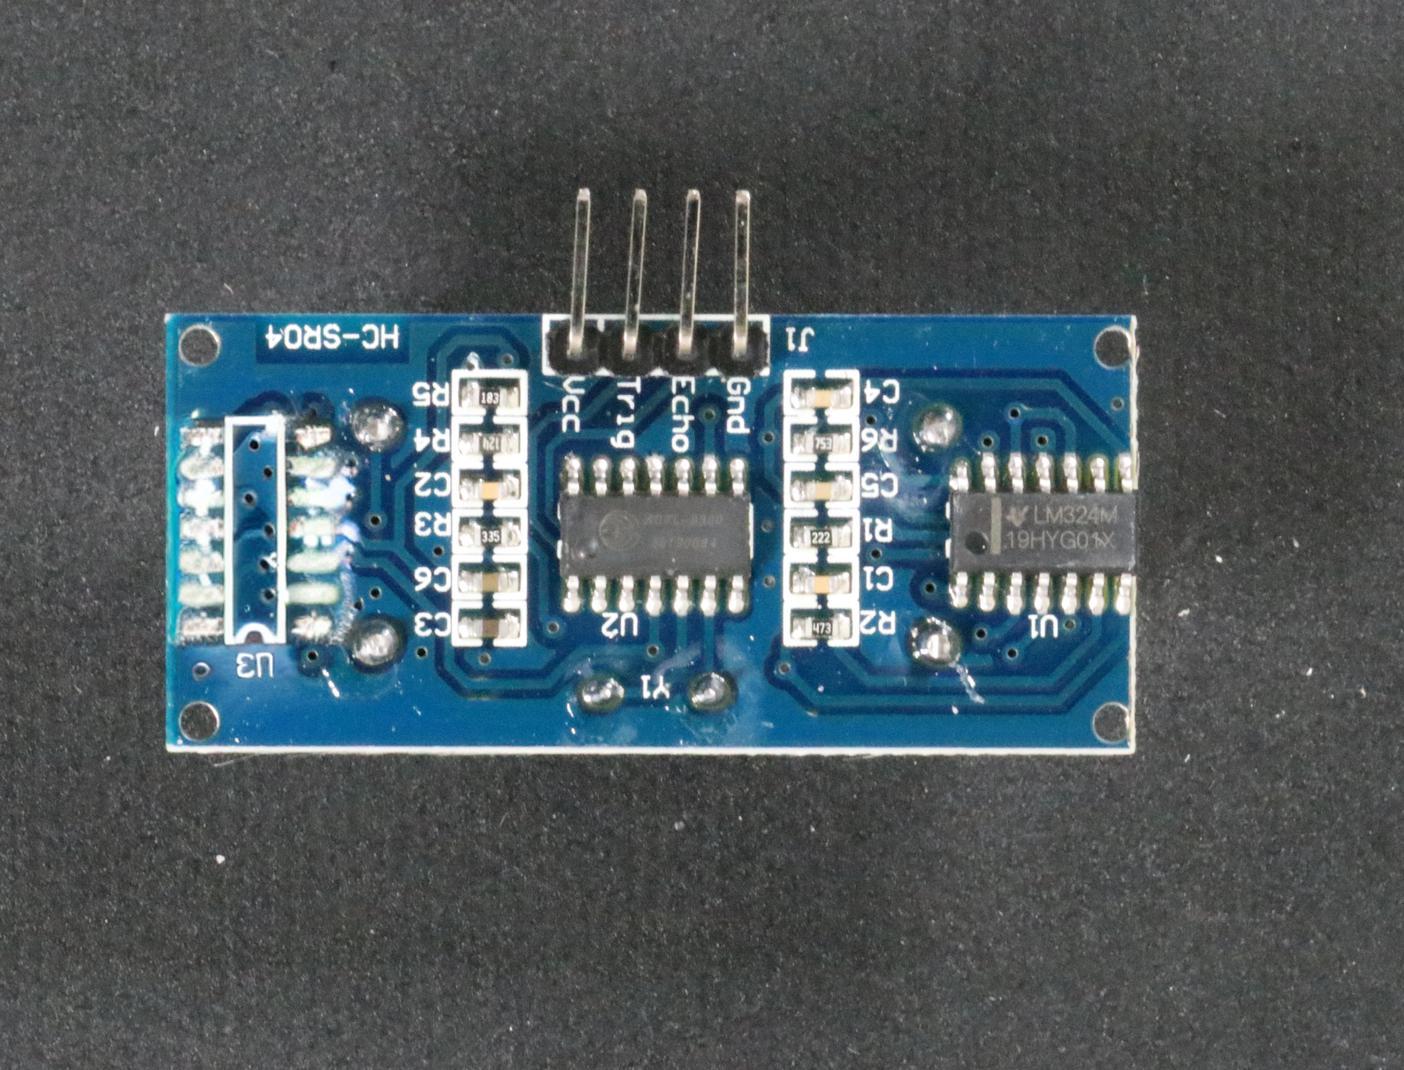 HC-SR04
J1
Vcc
Trig
Echo
Gnd
R5
103
R4
421
C2
R3
335
C6
C3
C4
R6
753
C5
R1
222
C1
R2
473
U3
U2
Y1
U1
LM324M
19HYG01X